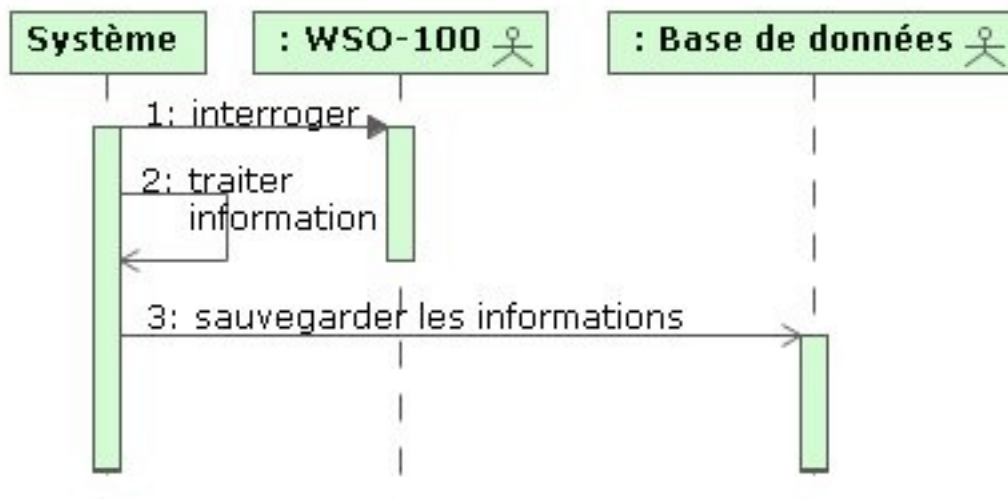 Système
: WSO-100
: Base de données
1: interroger
2: traiter
information
3: sauvegarder les informations